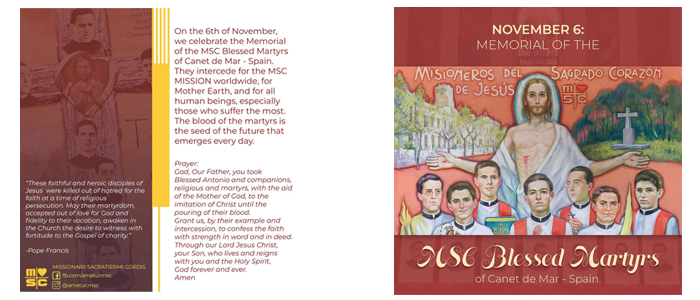 On the 6th of November,
we celebrate the Memorial
of the MSC Blessed Martyrs
of Canet de Mar - Spain.
They intercede for the MSC
MISSION worldwide, for
Mother Earth, and for all
human beings, especially
those who suffer the most.
The blood of the martyrs is
the seed of the future that
emerges every day.
Prayer:
God, Our Father, you took
Blessed Antonio and companions,
religious and martyrs, with the aid
of the Mother of God, to the
imitation of Christ until the
pouring of their blood.
Grant us, by their example and
intercession, to confess the faith
with strength in word and in deed.
Through our Lord Jesus Christ,
your Son, who lives and reigns
with you and the Holy Spirit,
God forever and ever.
Amen
"These faithful and heroic disciples of
Jesus were killed out of hatred for the
faith at a time of religious
persecution. May their martyrdom,
accepted out of love for God and
fidelity to their vocation, awaken in
the Church the desire to witness with
fortitude to the Gospel of charity."
-Pope Francis
M
SC
MISSIONARII SACRATISSIMI CORDIS
fb.com/ametur.msc
@ametur.msc
NOVEMBER 6:
MEMORIAL OF THE
MISIONEROS DEL SAGRADO CORAZÓN
DE JESÚS
M
SC
MSC Blessed Martyrs
of Canet de Mar - Spain.